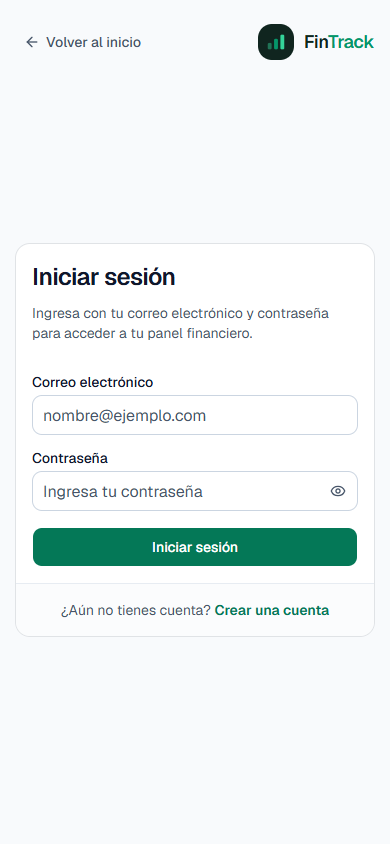 Volver al inicio
FinTrack
Iniciar sesión
Ingresa con tu correo electrónico y contraseña
para acceder a tu panel financiero.
Correo electrónico
nombre@ejemplo.com
Contraseña
Ingresa tu contraseña
Iniciar sesión
¿Aún no tienes cuenta? Crear una cuenta